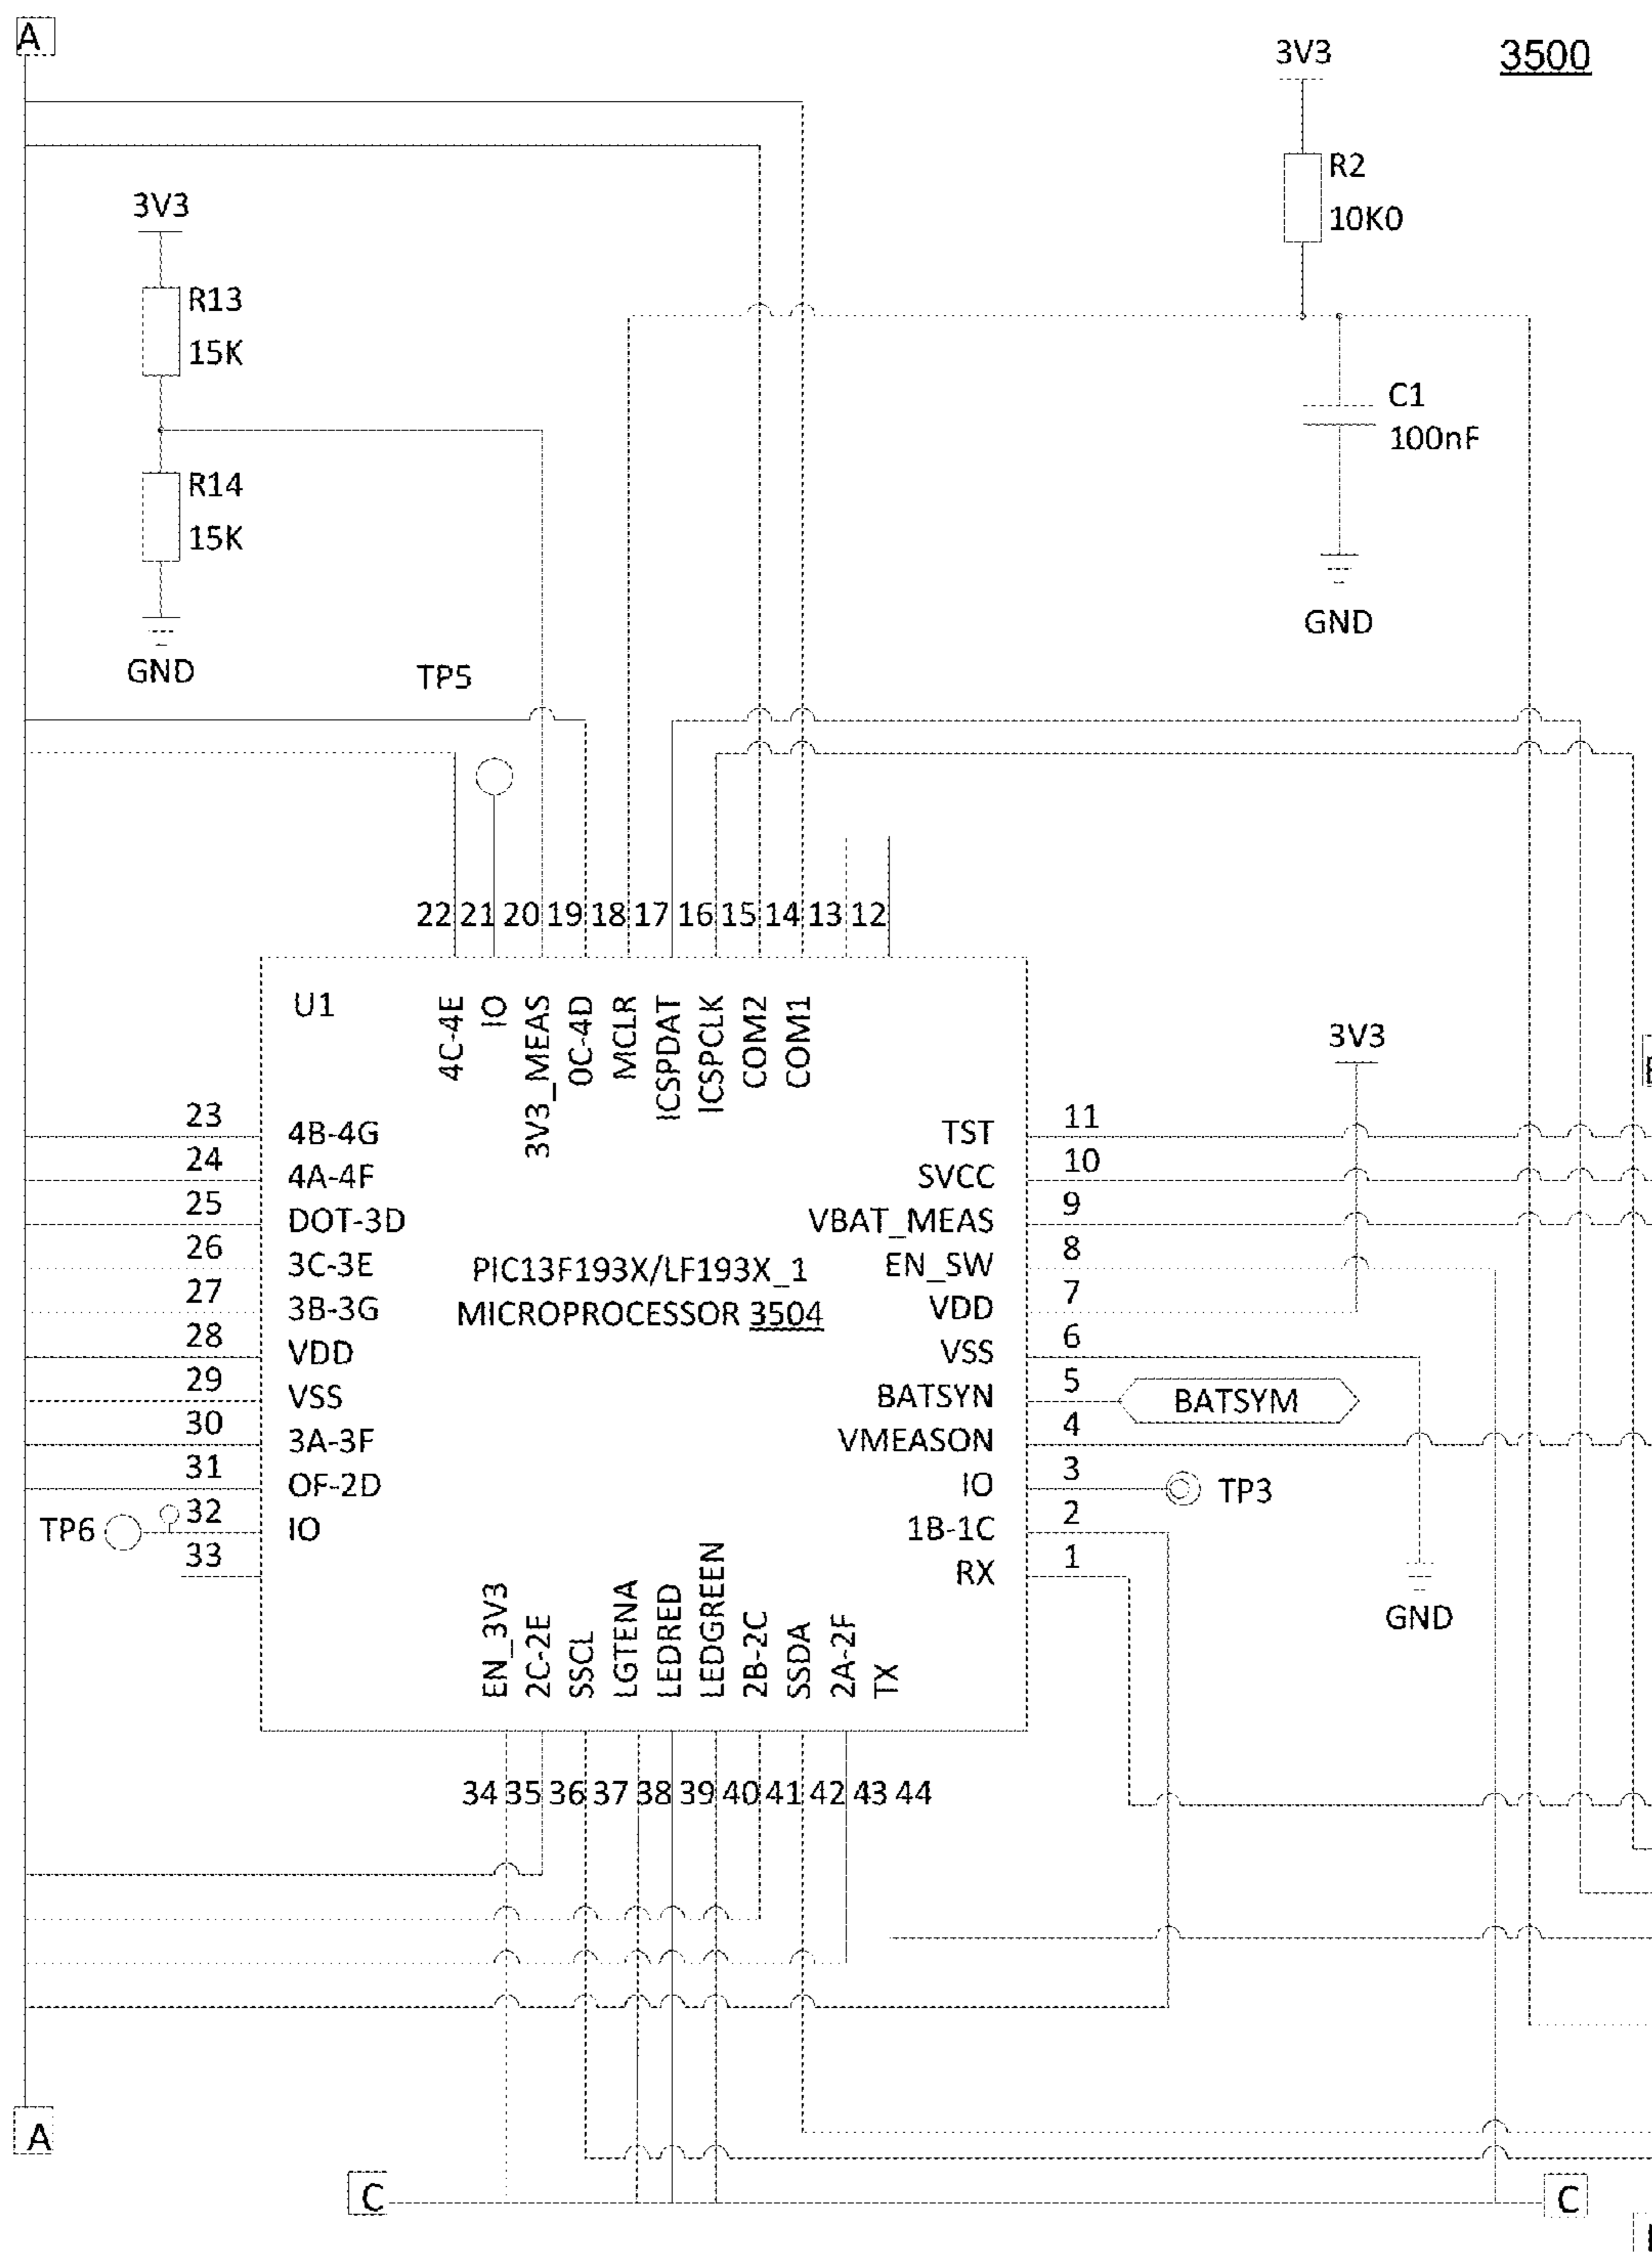 A
3V3
3500
R2
10K0
3V3
R13
15K
C1
100nF
R14
15K
GND
GND
TP5
22 21 20 19 18 17 16 15 14 13 12
U1
4C-4E
IO
3V3_MEAS
0C-4D
MCLR
ICSPDAT
ICSPCLK
COM2
COM1
3V3
23
4B-4G
TST
11
24
4A-4F
SVCC
10
25
DOT-3D
VBAT_MEAS
9
26
3C-3E
PIC13F193X/LF193X_1
EN_SW
8
27
3B-3G
MICROPROCESSOR 3504
VDD
7
28
VDD
VSS
6
29
VSS
BATSYN
5
BATSYM
30
3A-3F
VMEASON
4
31
OF-2D
IO
3
TP3
TP6
32
IO
1B-1C
2
33
RX
1
GND
EN_3V3
2C-2E
SSCL
LGTENA
LEDRED
LEDGREEN
2B-2C
SSDA
2A-2F
TX
34 35 36 37 38 39 40 41 42 43 44
A
C
C